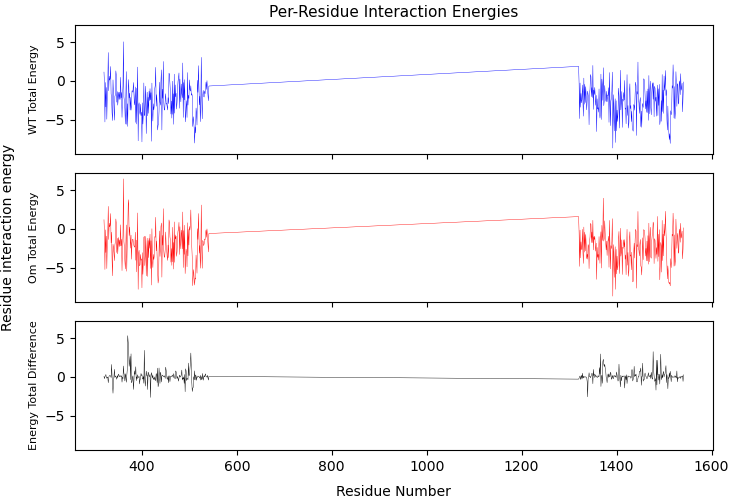 Per-Residue Interaction Energies
Residue interaction energy
WT Total Energy
5
0
−5
Om Total Energy
5
0
−5
Energy Total Difference
5
0
−5
400 600 800 1000 1200 1400 1600
Residue Number